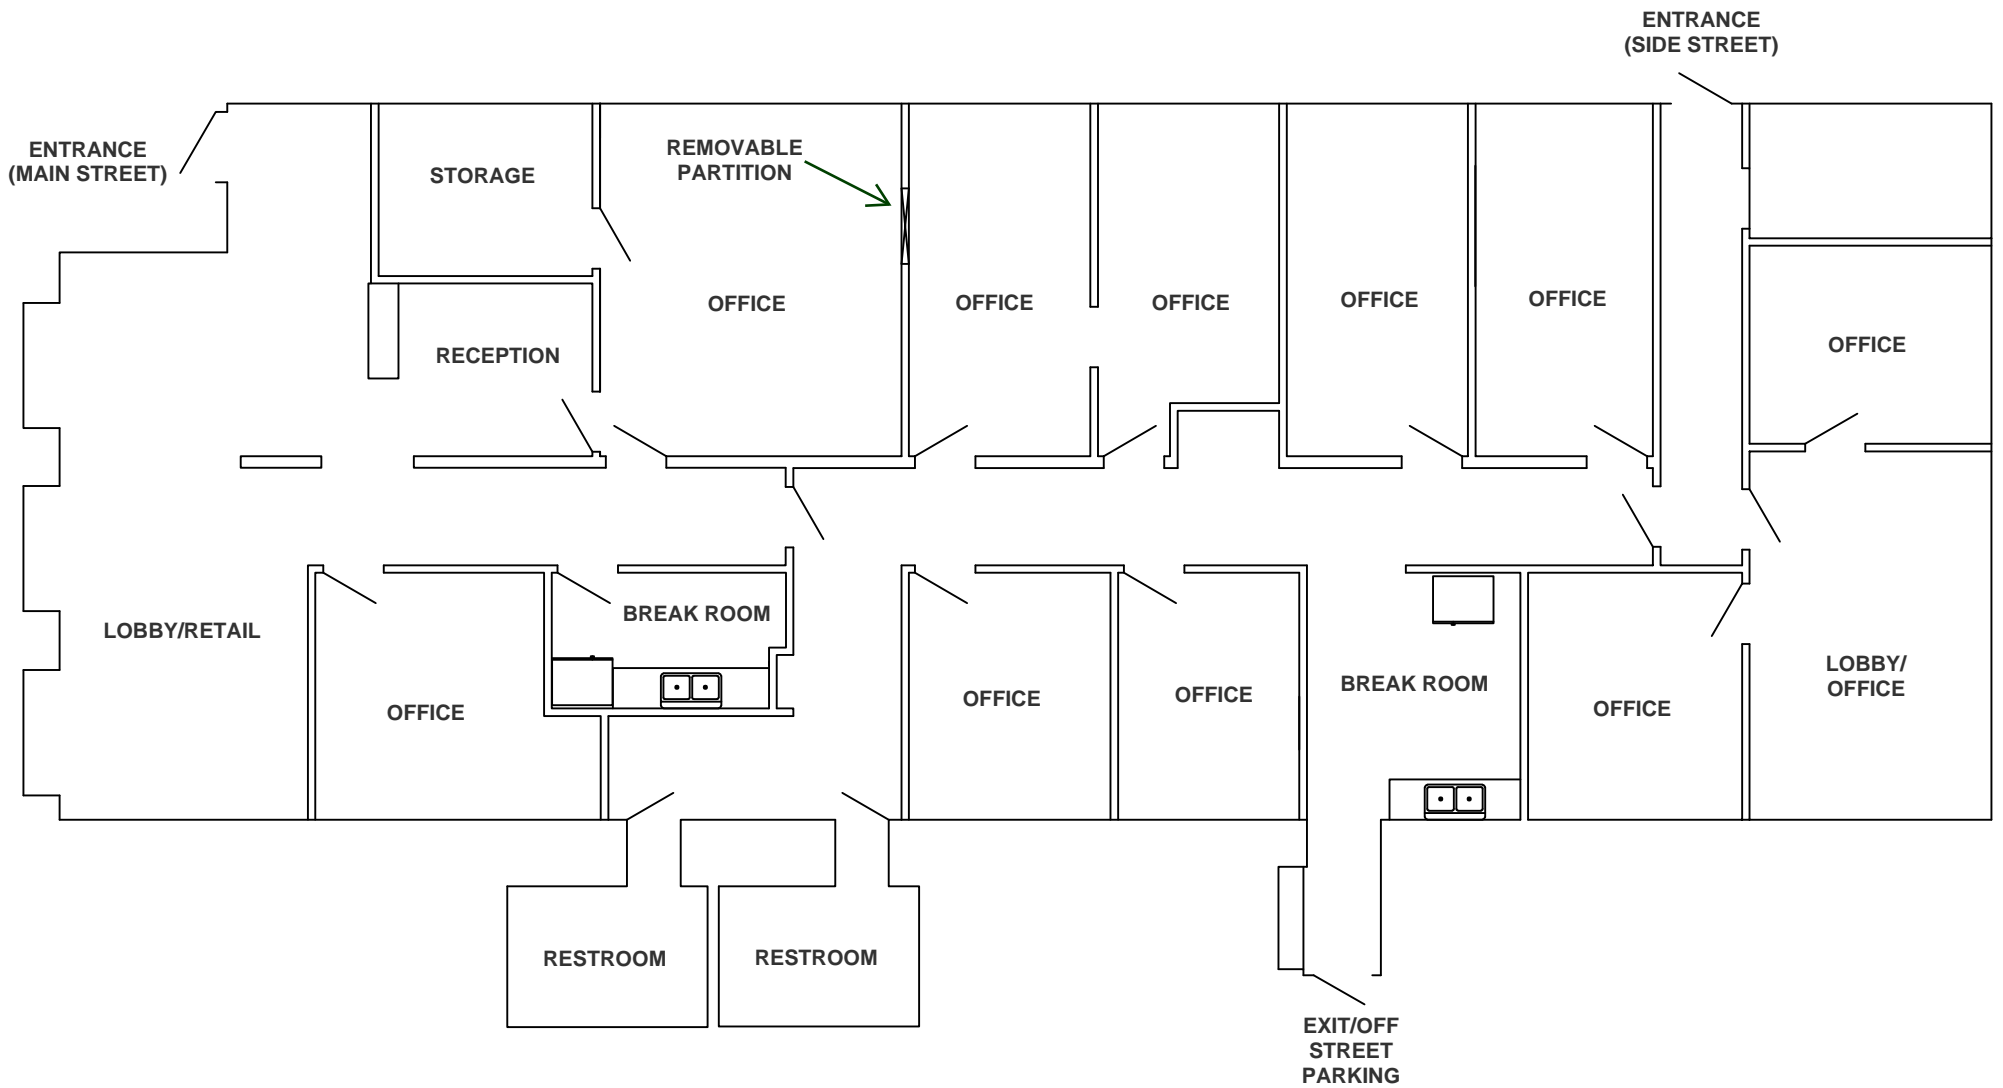 ENTRANCE
(SIDE STREET)
ENTRANCE
(MAIN STREET)
STORAGE
REMOVABLE
PARTITION
OFFICE
OFFICE
OFFICE
OFFICE
OFFICE
OFFICE
RECEPTION
LOBBY/RETAIL
BREAK ROOM
OFFICE
OFFICE
OFFICE
BREAK ROOM
OFFICE
LOBBY/
OFFICE
RESTROOM
RESTROOM
EXIT/OFF
STREET
PARKING